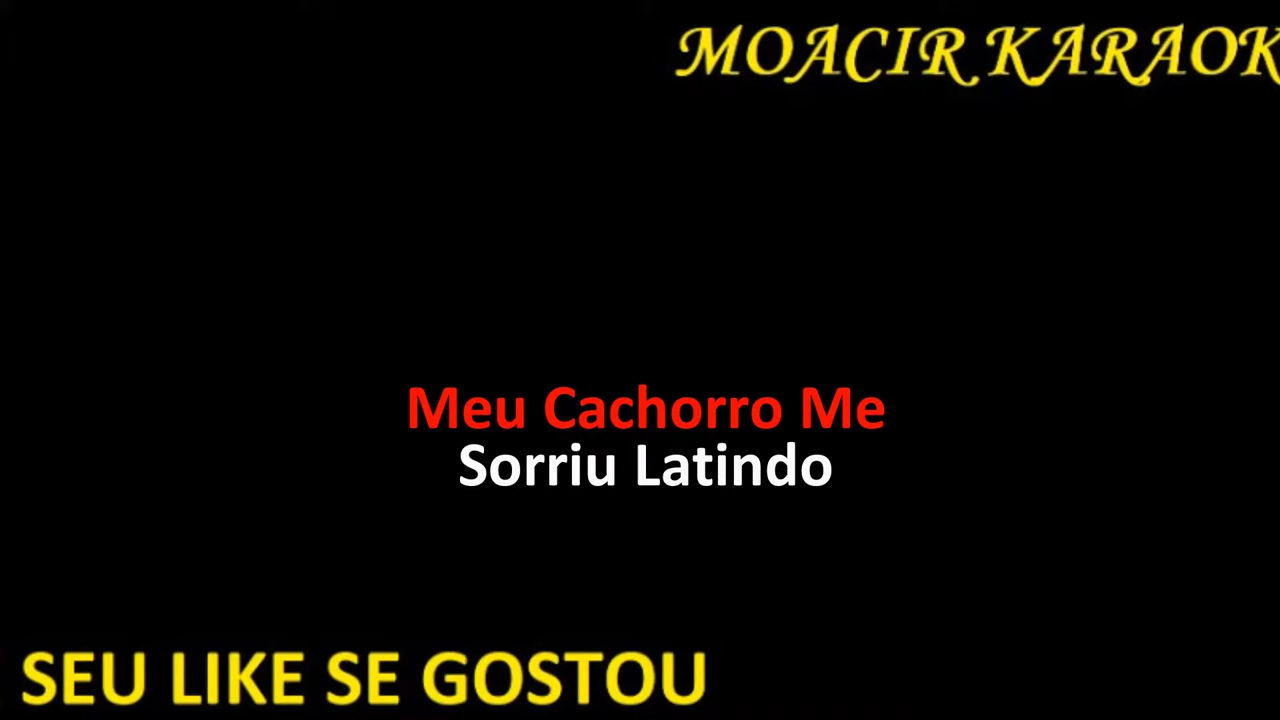 MOACIR KARAOK
Meu Cachorro Me
Sorriu Latindo
SEU LIKE SE GOSTOU